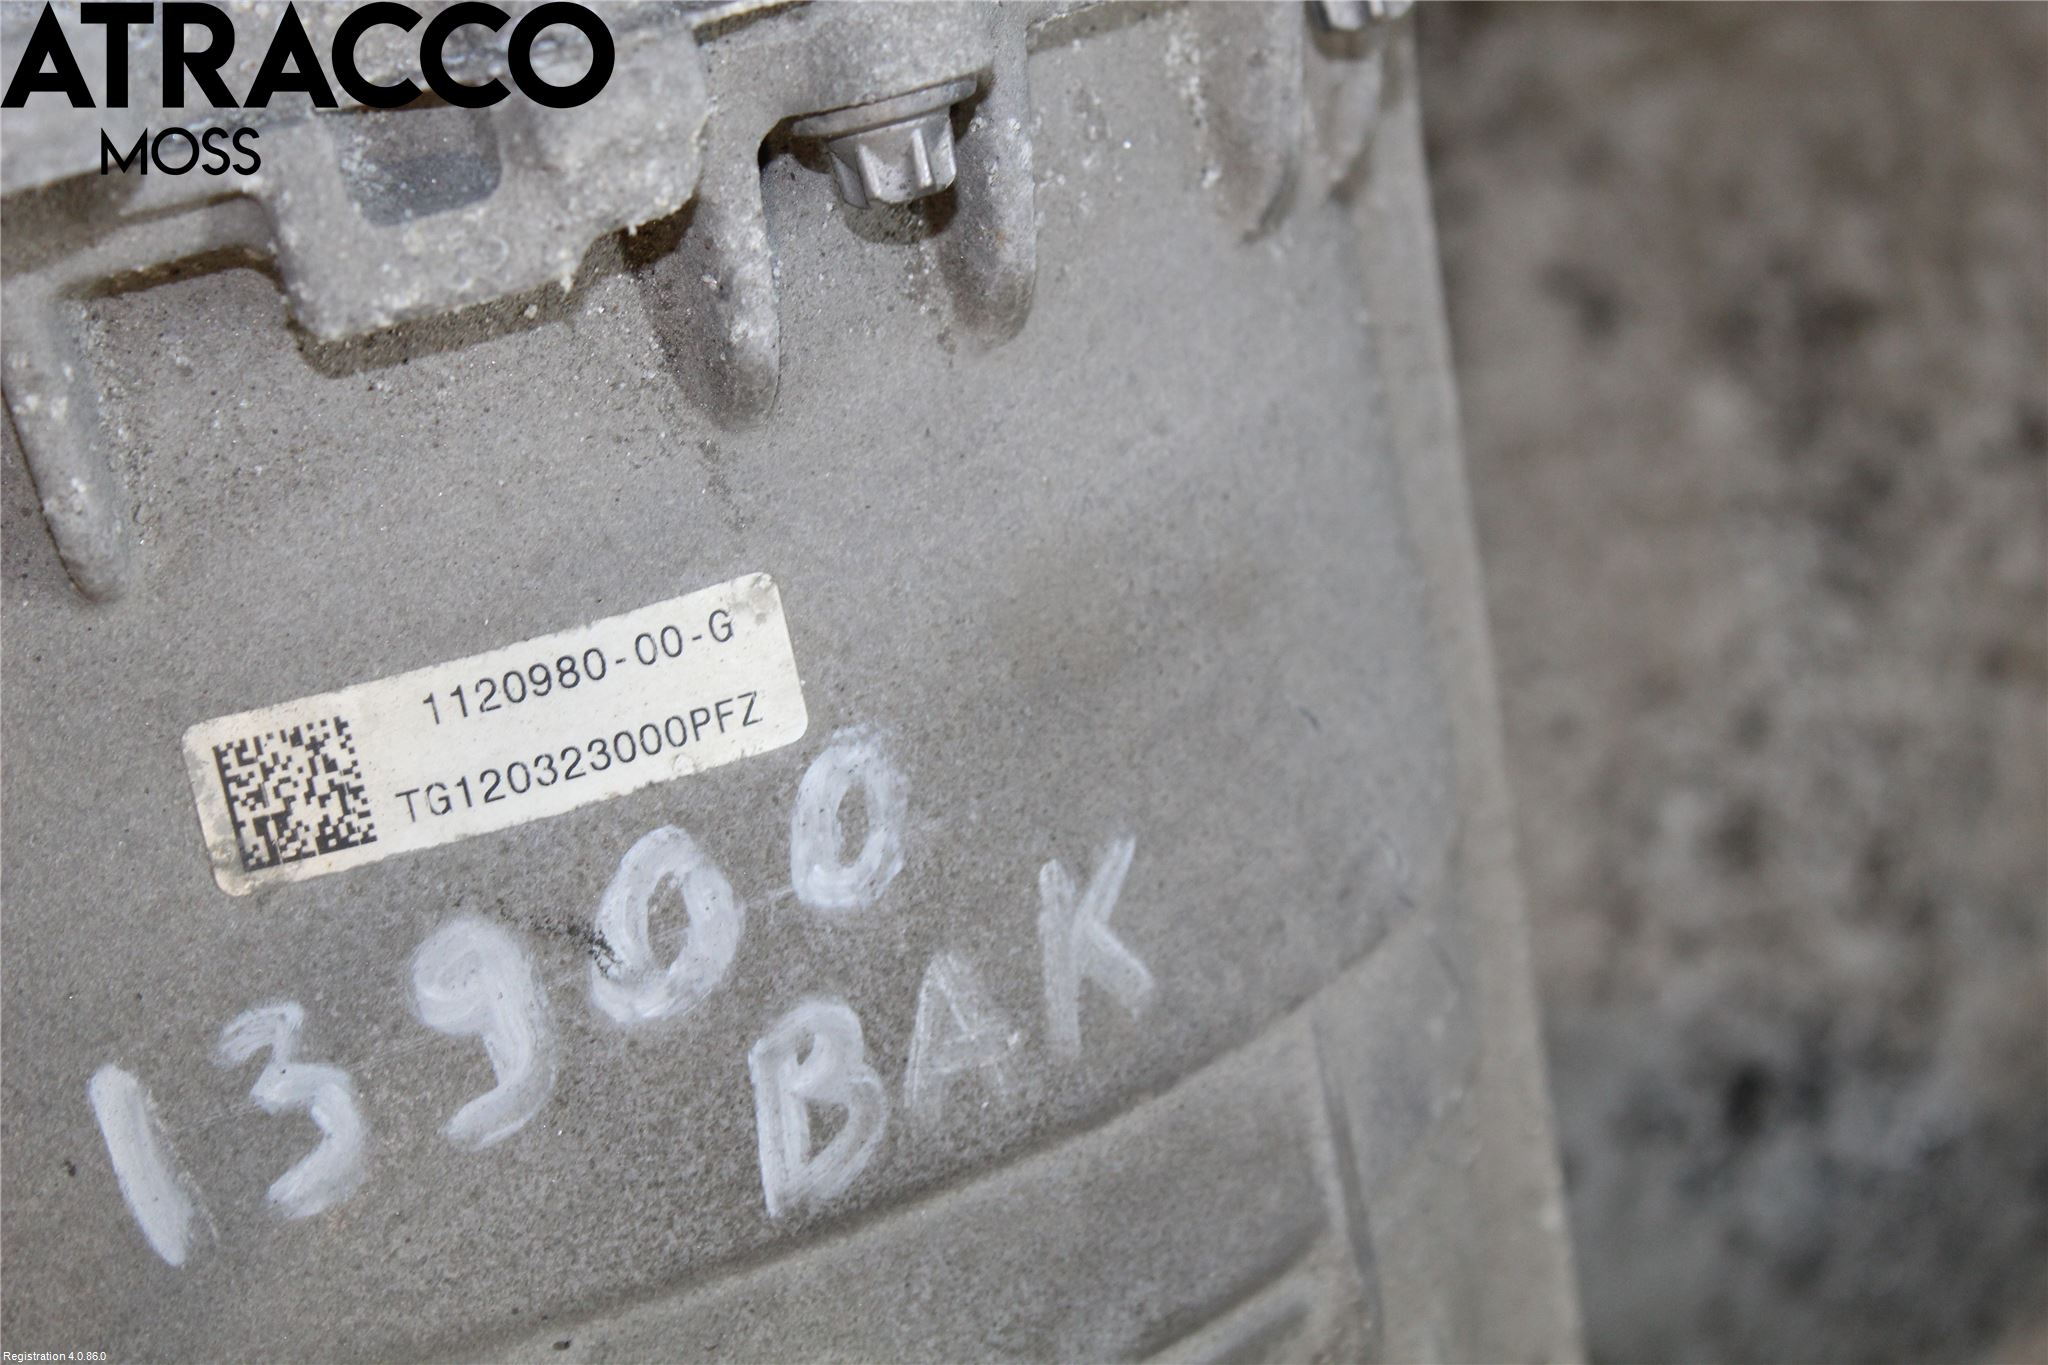 ATRACCO
MOSS
1120980-00-G
TG120323000PFZ
13900
BAK
Registration 4.0.86.0